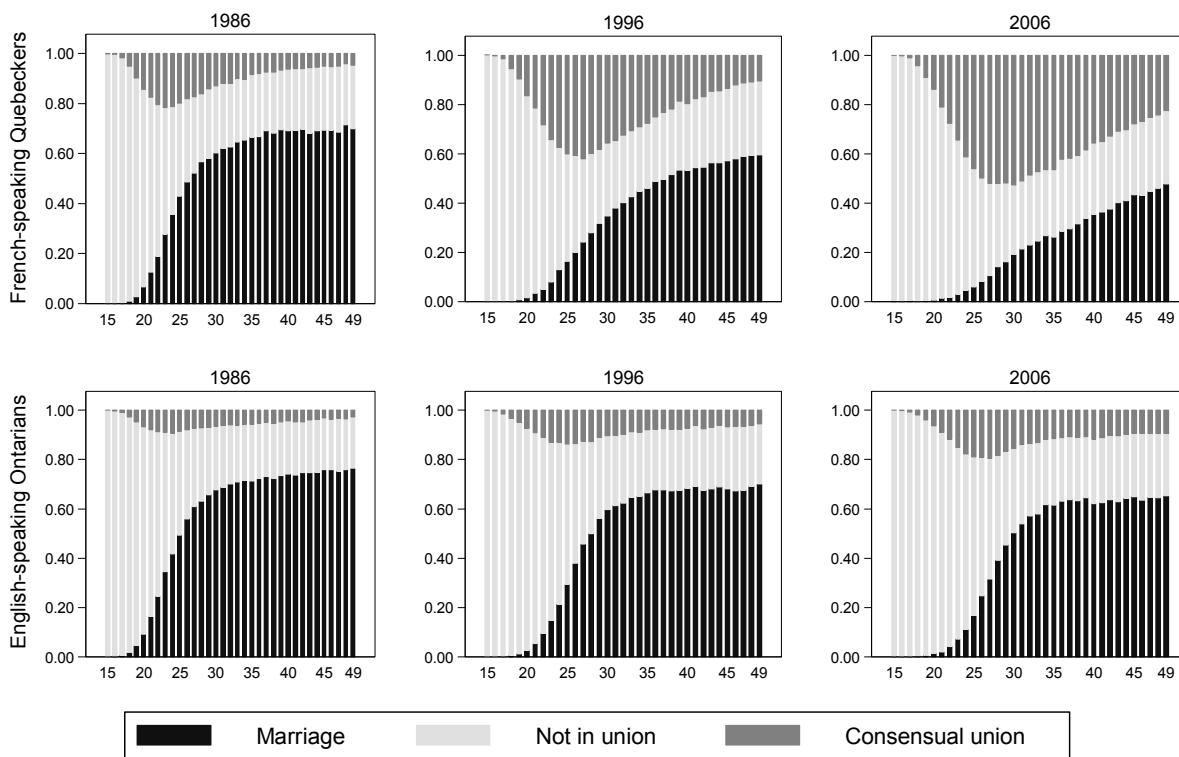 1986 1996 2006
French-speaking Quebeckers
1.00 1.00 1.00
0.80 0.80 0.80
0.60 0.60 0.60
0.40 0.40 0.40
0.20 0.20 0.20
0.00 0.00 0.00
15 20 25 30 35 40 45 49 15 20 25 30 35 40 45 49 15 20 25 30 35 40 45 49
1986 1996 2006
English-speaking Ontarians
1.00 1.00 1.00
0.80 0.80 0.80
0.60 0.60 0.60
0.40 0.40 0.40
0.20 0.20 0.20
0.00 0.00 0.00
15 20 25 30 35 40 45 49 15 20 25 30 35 40 45 49 15 20 25 30 35 40 45 49
Marriage Not in union Consensual union